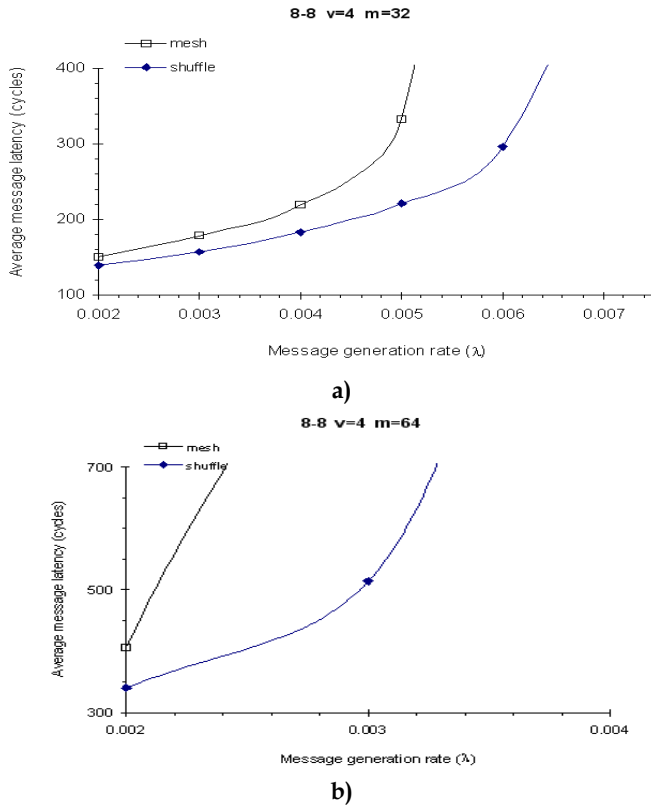 8-8 v=4 m=32
mesh
shuffle
Average message latency (cycles)
400
300
200
100
0.002 0.003 0.004 0.005 0.006 0.007
Message generation rate (λ)
a)
8-8 v=4 m=64
mesh
shuffle
Average message latency (cycles)
700
500
300
0.002 0.003 0.004
Message generation rate (λ)
b)